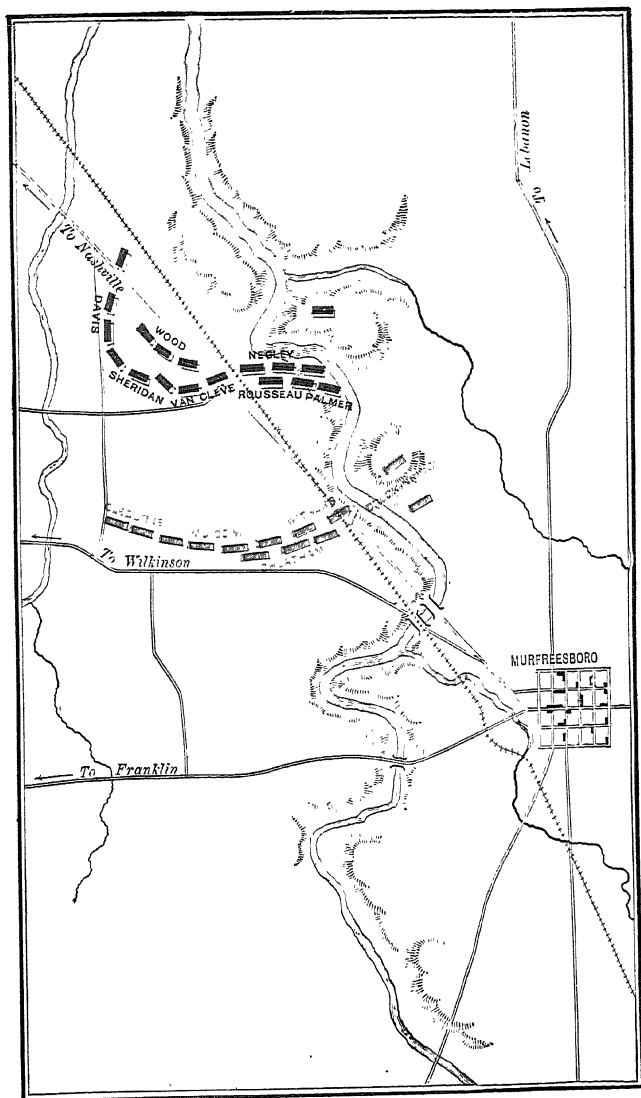 To Lebanon
To Nashville
DAVIS
WOOD
NEGLEY
SHERIDAN
VAN CLEVE
ROUSSEAU
PALMER
To Wilkinson
MURFREESBORO
To Franklin